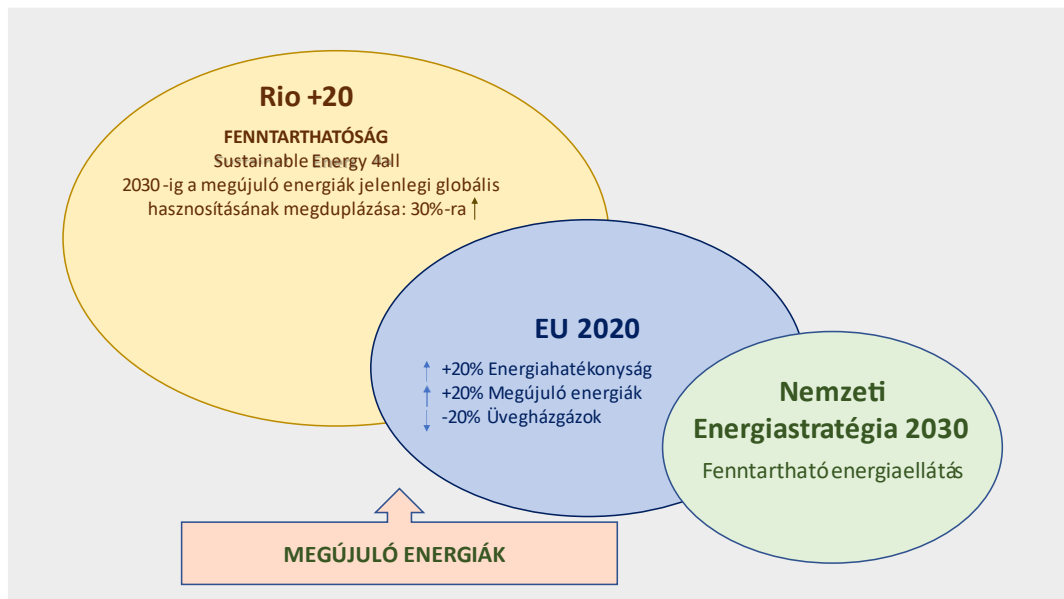 Rio +20
FENNTARTHATÓSÁG
Sustainable Energy 4all
2030-ig a megújuló energiák jelenlegi globális
hasznosításának megduplázása: 30%-ra ↑
EU 2020
↑ +20% Energiahatékonyság
↑ +20% Megújuló energiák
↓ -20% Üvegházgázok
Nemzeti
Energiastratégia 2030
Fenntartható energiaellátás
MEGÚJULÓ ENERGIÁK